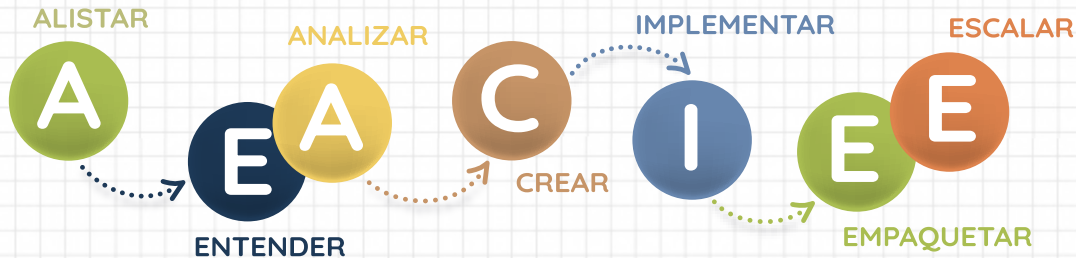 ALISTAR
A
E
ENTENDER
ANALIZAR
A
C
CREAR
IMPLEMENTAR
I
E
EMPAQUETAR
ESCALAR
E